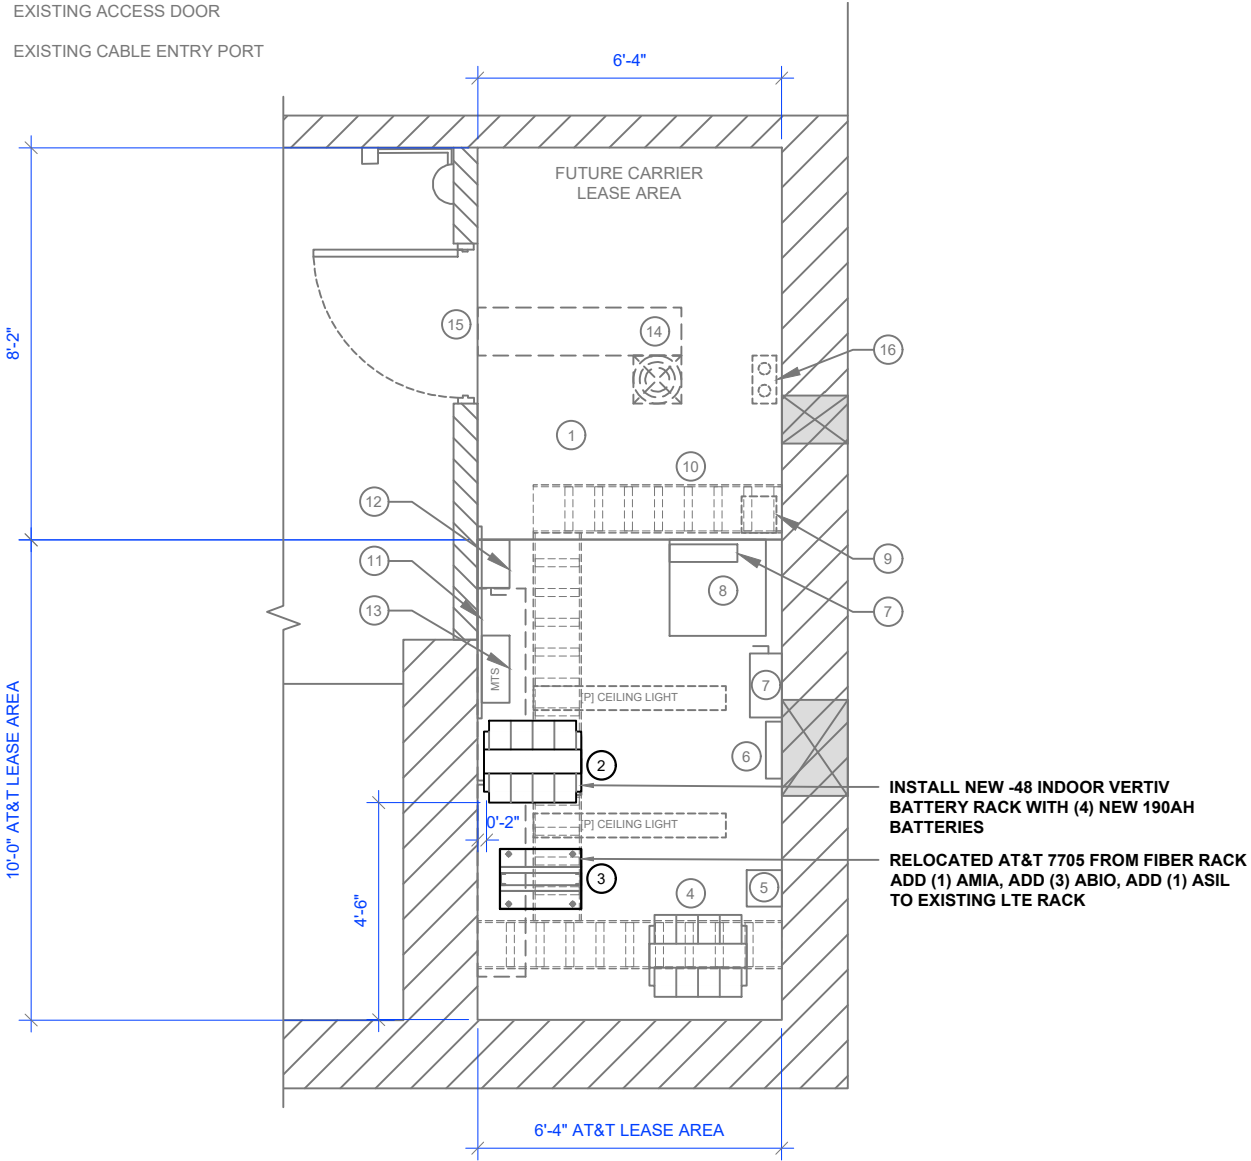 EXISTING ACCESS DOOR
EXISTING CABLE ENTRY PORT
6'-4"
FUTURE CARRIER
LEASE AREA
8'-2"
15
14
16
1
10
12
9
11
8
7
13
MTS
7
P] CEILING LIGHT
6
2
INSTALL NEW -48 INDOOR VERTIV
BATTERY RACK WITH (4) NEW 190AH
BATTERIES
10'-0" AT&T LEASE AREA
0'-2"
P] CEILING LIGHT
RELOCATED AT&T 7705 FROM FIBER RACK
ADD (1) AMIA, ADD (3) ABIO, ADD (1) ASIL
TO EXISTING LTE RACK
3
4
5
4'-6"
6'-4" AT&T LEASE AREA